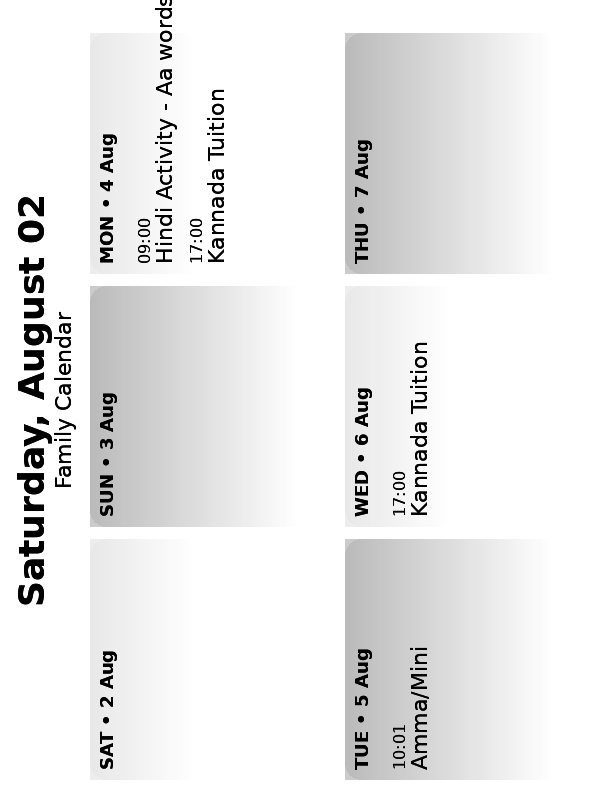 Saturday, August 02
Family Calendar
SAT • 2 Aug
SUN • 3 Aug
MON • 4 Aug
09:00
Hindi Activity - Aa words
17:00
Kannada Tuition
TUE • 5 Aug
10:01
Amma/Mini
WED • 6 Aug
17:00
Kannada Tuition
THU • 7 Aug